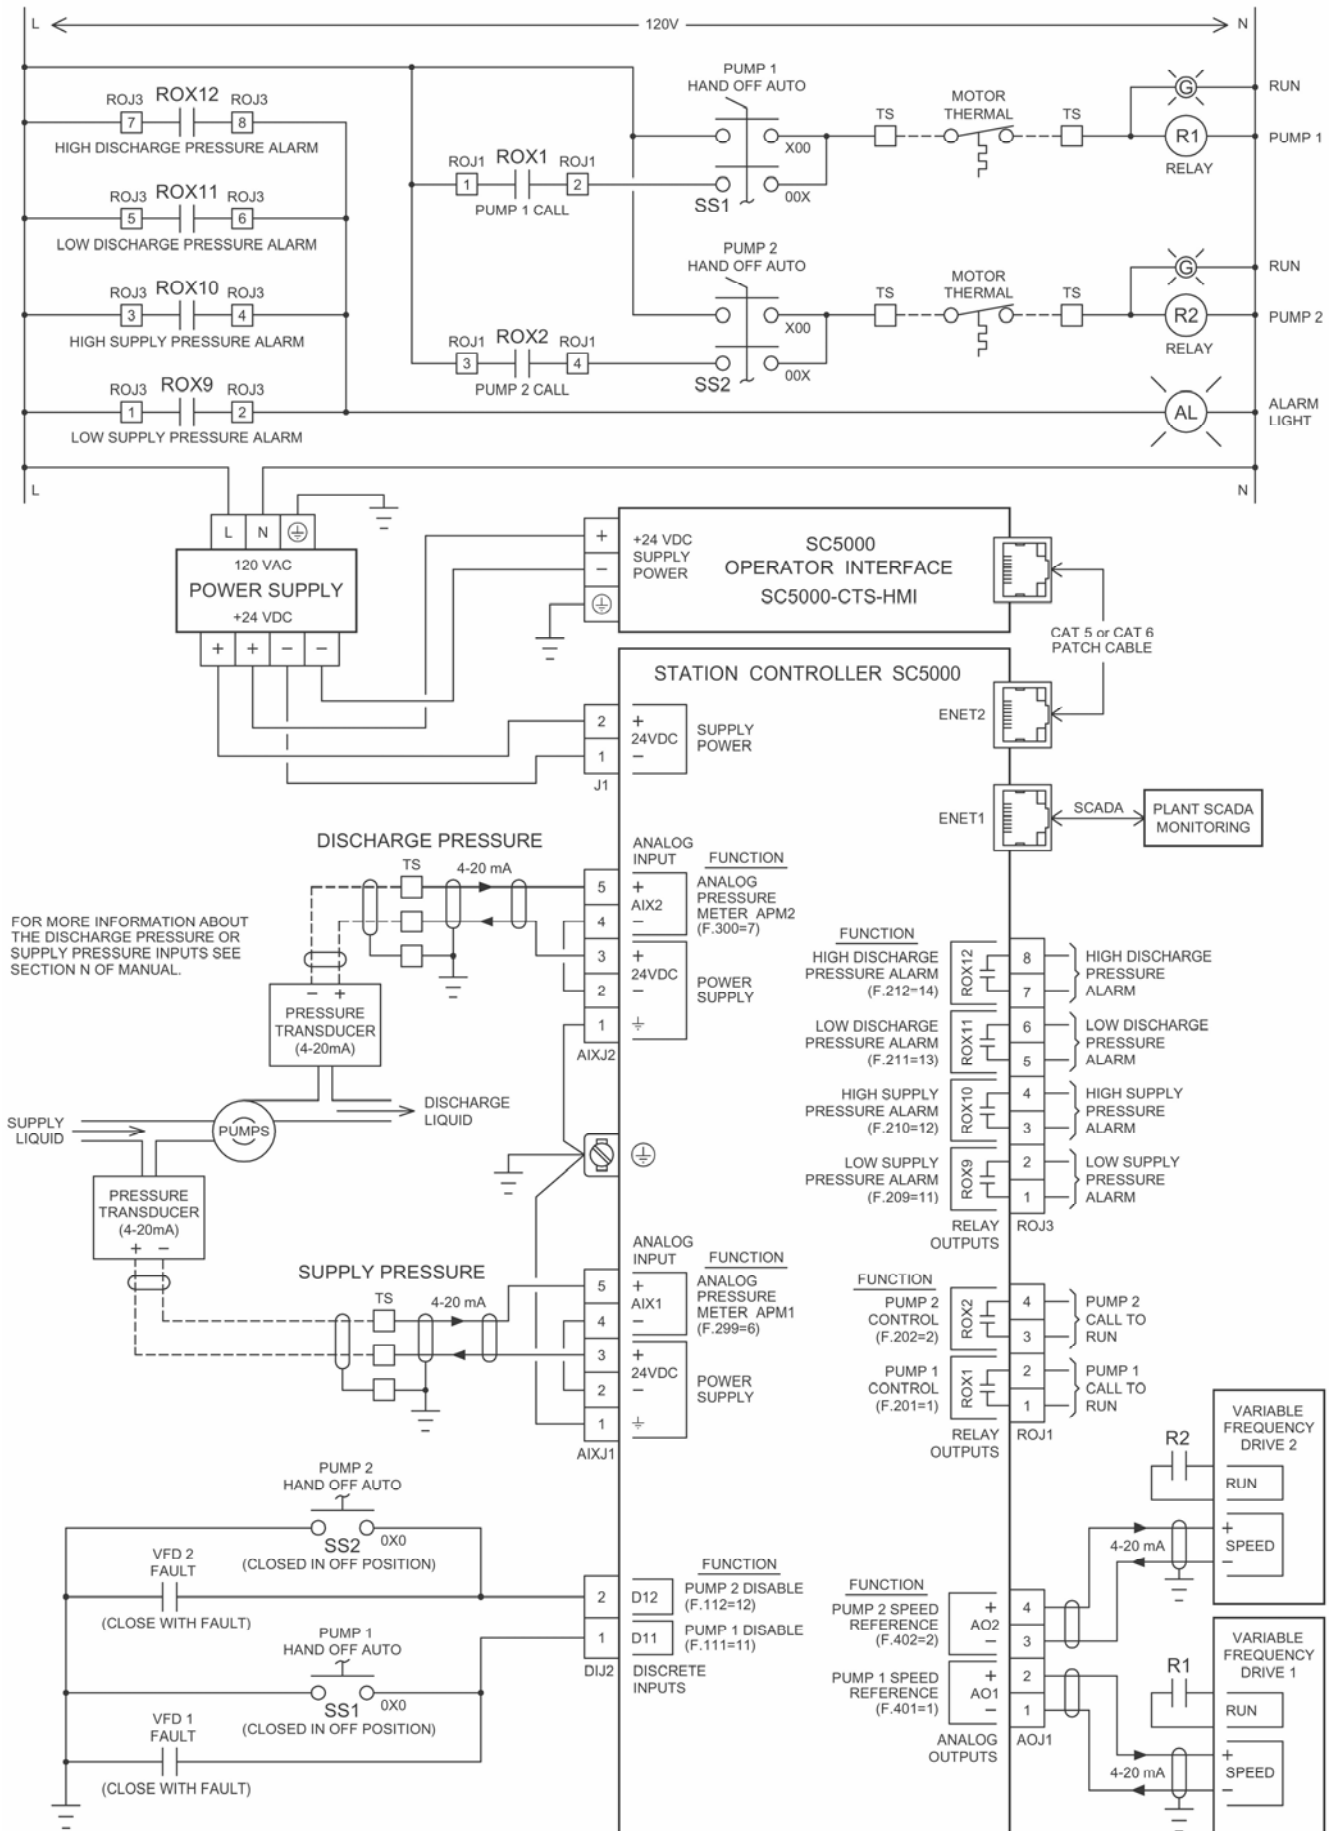 L
120V
N
PUMP 1
HAND OFF AUTO
MOTOR
THERMAL
TS
TS
G
RUN
X00
R1
PUMP 1
RELAY
ROJ3 ROX12 ROJ3
7 8
HIGH DISCHARGE PRESSURE ALARM
ROJ1 ROX1 ROJ1
1 2
PUMP 1 CALL
SS1
00X
ROJ3 ROX11 ROJ3
5 6
LOW DISCHARGE PRESSURE ALARM
PUMP 2
HAND OFF AUTO
MOTOR
THERMAL
TS
TS
G
RUN
X00
R2
PUMP 2
RELAY
ROJ3 ROX10 ROJ3
3 4
HIGH SUPPLY PRESSURE ALARM
ROJ1 ROX2 ROJ1
3 4
PUMP 2 CALL
SS2
00X
ROJ3 ROX9 ROJ3
1 2
LOW SUPPLY PRESSURE ALARM
AL
ALARM
LIGHT
L
N
L N
120 VAC
POWER SUPPLY
+24 VDC
+ + − −
+
−
+24 VDC
SUPPLY
POWER
SC5000
OPERATOR INTERFACE
SC5000-CTS-HMI
CAT 5 or CAT 6
PATCH CABLE
STATION CONTROLLER SC5000
ENET2
2
1
J1
+
24VDC
−
SUPPLY
POWER
ENET1
SCADA
PLANT SCADA
MONITORING
DISCHARGE PRESSURE
TS
4-20 mA
ANALOG
INPUT
FUNCTION
5
4
3
2
1
AIXJ2
+
AIX2
−
ANALOG
PRESSURE
METER APM2
(F.300=7)
+
24VDC
−
POWER
SUPPLY
FOR MORE INFORMATION ABOUT
THE DISCHARGE PRESSURE OR
SUPPLY PRESSURE INPUTS SEE
SECTION N OF MANUAL.
− +
PRESSURE
TRANSDUCER
(4-20mA)
SUPPLY
LIQUID
PUMPS
DISCHARGE
LIQUID
PRESSURE
TRANSDUCER
(4-20mA)
+ −
FUNCTION
HIGH DISCHARGE
PRESSURE ALARM
(F.212=14)
ROX12
8
7
HIGH DISCHARGE
PRESSURE
ALARM
LOW DISCHARGE
PRESSURE ALARM
(F.211=13)
ROX11
6
5
LOW DISCHARGE
PRESSURE
ALARM
HIGH SUPPLY
PRESSURE ALARM
(F.210=12)
ROX10
4
3
HIGH SUPPLY
PRESSURE
ALARM
LOW SUPPLY
PRESSURE ALARM
(F.209=11)
ROX9
2
1
LOW SUPPLY
PRESSURE
ALARM
RELAY
OUTPUTS
ROJ3
SUPPLY PRESSURE
TS
4-20 mA
ANALOG
INPUT
FUNCTION
5
4
3
2
1
AIXJ1
+
AIX1
−
ANALOG
PRESSURE
METER APM1
(F.299=6)
+
24VDC
−
POWER
SUPPLY
FUNCTION
PUMP 2
CONTROL
(F.202=2)
ROX2
4
3
PUMP 2
CALL TO
RUN
PUMP 1
CONTROL
(F.201=1)
ROX1
2
1
PUMP 1
CALL TO
RUN
RELAY
OUTPUTS
ROJ1
VARIABLE
FREQUENCY
DRIVE 2
R2
RUN
+
SPEED
−
4-20 mA
PUMP 2
HAND OFF AUTO
SS2
0X0
(CLOSED IN OFF POSITION)
VFD 2
FAULT
(CLOSE WITH FAULT)
PUMP 1
HAND OFF AUTO
SS1
0X0
(CLOSED IN OFF POSITION)
VFD 1
FAULT
(CLOSE WITH FAULT)
FUNCTION
2
D12
PUMP 2 DISABLE
(F.112=12)
1
D11
PUMP 1 DISABLE
(F.111=11)
DIJ2
DISCRETE
INPUTS
FUNCTION
PUMP 2 SPEED
REFERENCE
(F.402=2)
+
AO2
−
4
3
PUMP 1 SPEED
REFERENCE
(F.401=1)
+
AO1
−
2
1
ANALOG
OUTPUTS
AOJ1
VARIABLE
FREQUENCY
DRIVE 1
R1
RUN
+
SPEED
−
4-20 mA